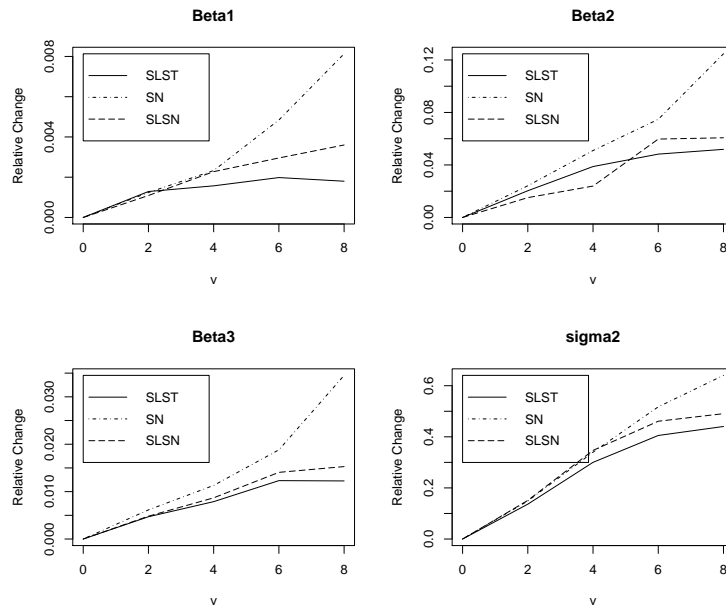 Beta1
Relative Change
0.000
0.004
0.008
SLST
SN
SLSN
0 2 4 6 8
v
Beta2
Relative Change
0.00
0.04
0.08
0.12
SLST
SN
SLSN
0 2 4 6 8
v
Beta3
Relative Change
0.000
0.010
0.020
0.030
SLST
SN
SLSN
0 2 4 6 8
v
sigma2
Relative Change
0.0
0.2
0.4
0.6
SLST
SN
SLSN
0 2 4 6 8
v